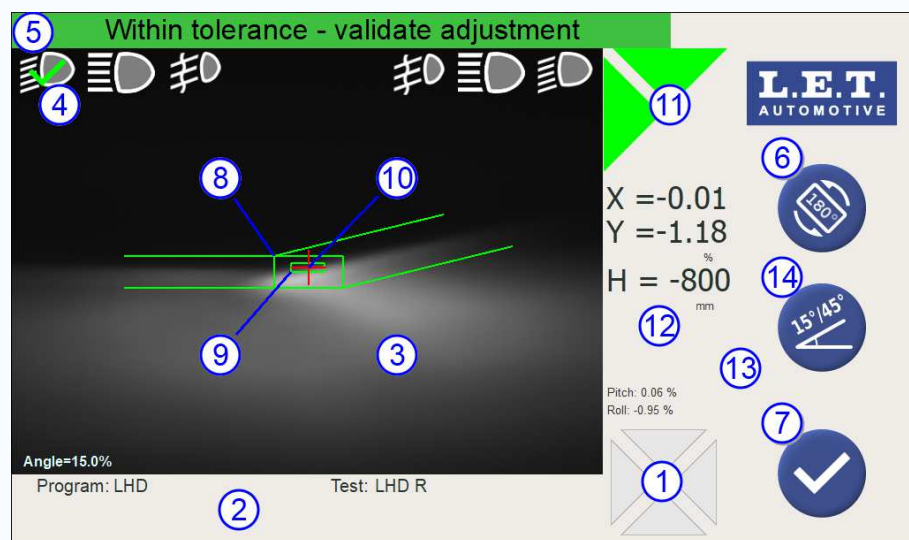 Within tolerance - validate adjustment
5
4
11
L.E.T.
AUTOMOTIVE
6
180°
8
10
X =-0.01
Y =-1.18
%
H = -800
mm
14
15°/45°
12
9
3
13
Pitch: 0.06 %
Roll: -0.95 %
7
Angle=15.0%
Program: LHD
Test: LHD R
2
1